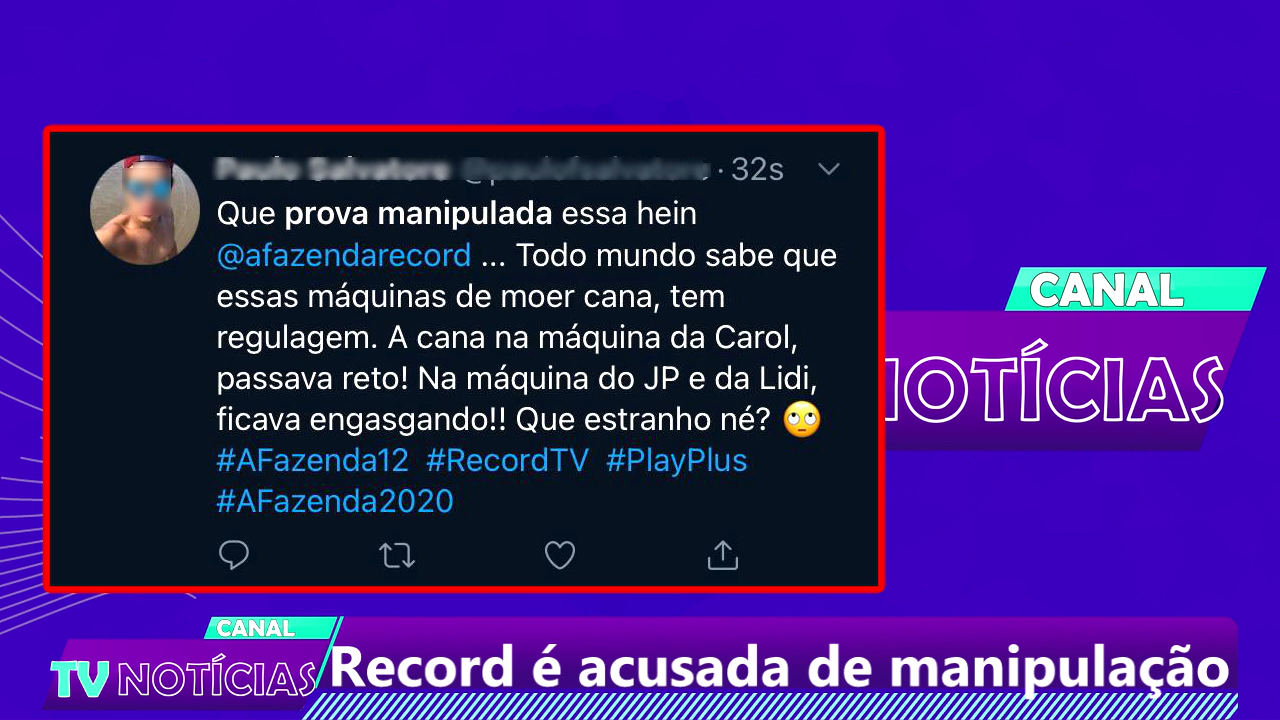 · 32s
Que prova manipulada essa hein
@afazendarecord ... Todo mundo sabe que
essas máquinas de moer cana, tem
regulagem. A cana na máquina da Carol,
passava reto! Na máquina do JP e da Lidi,
ficava engasgando!! Que estranho né? 🙄
#AFazenda12 #RecordTV #PlayPlus
#AFazenda2020
CANAL
NOTÍCIAS
CANAL
TV NOTÍCIAS
Record é acusada de manipulação